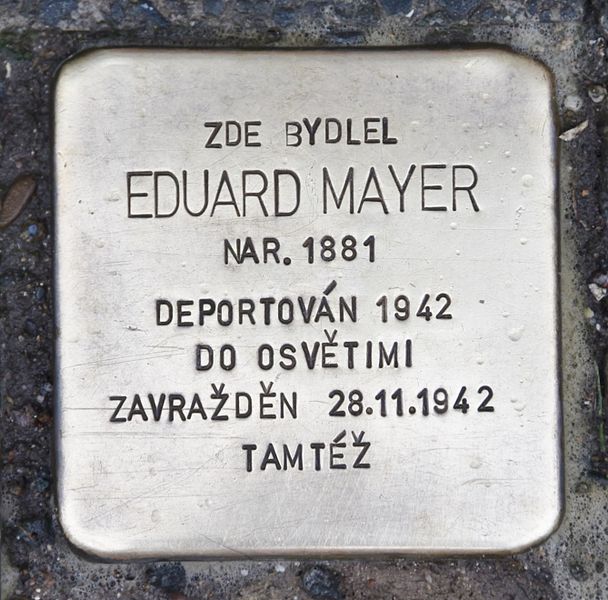 ZDE BYDLEL
EDUARD MAYER
NAR. 1881
DEPORTOVÁN 1942
DO OSVĚTIMI
ZAVRAŽDĚN 28.11.1942
TAMTÉŽ